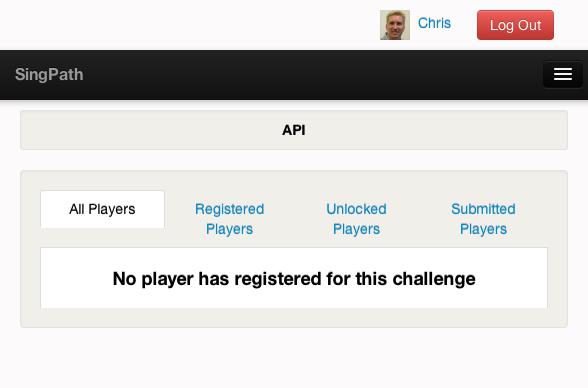 Chris
Log Out
SingPath
API
All Players
Registered
Players
Unlocked
Players
Submitted
Players
No player has registered for this challenge